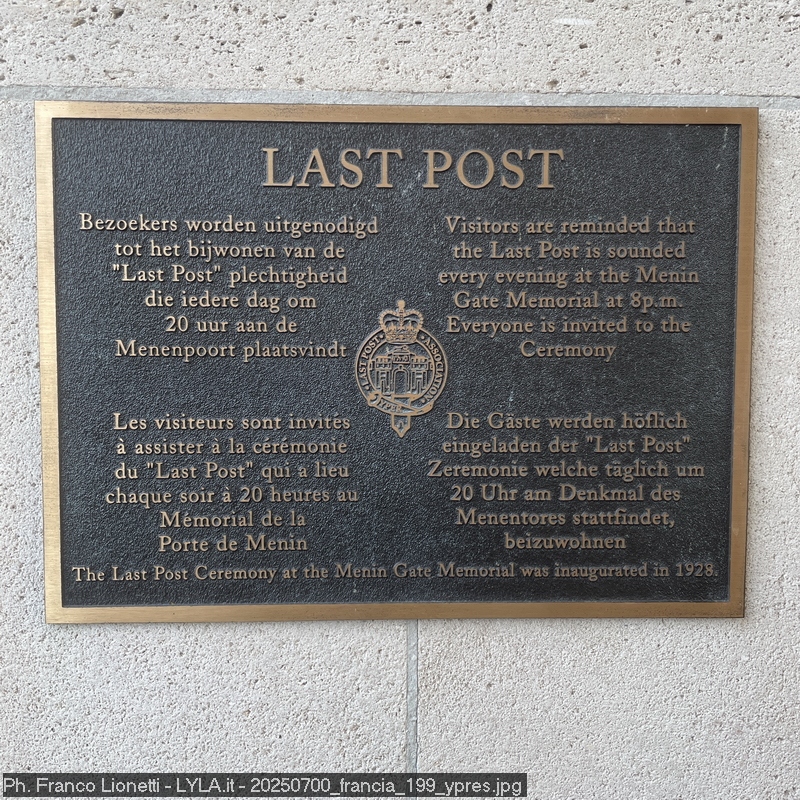 LAST POST
Bezoekers worden uitgenodigd
tot het bijwonen van de
"Last Post" plechtigheid
die iedere dag om
20 uur aan de
Menenpoort plaatsvindt
Visitors are reminded that
the Last Post is sounded
every evening at the Menin
Gate Memorial at 8p.m.
Everyone is invited to the
Ceremony
LAST POST ASSOCIATION
Les visiteurs sont invités
à assister à la cérémonie
du "Last Post" qui a lieu
chaque soir à 20 heures au
Mémorial de la
Porte de Menin
Die Gäste werden höflich
eingeladen der "Last Post"
Zeremonie welche täglich um
20 Uhr am Denkmal des
Menentores stattfindet,
beizuwohnen
The Last Post Ceremony at the Menin Gate Memorial was inaugurated in 1928.
Ph. Franco Lionetti - LYLA.it - 20250700_francia_199_ypres.jpg